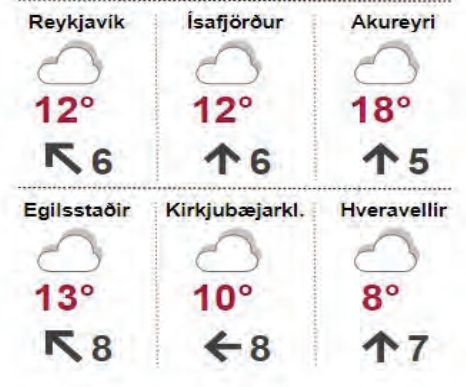 Reykjavík Ísafjörður Akureyri
12° 12° 18°
6 6 5
Egilsstaðir Kirkjubæjarkl. Hveravellir
13° 10° 8°
8 8 7